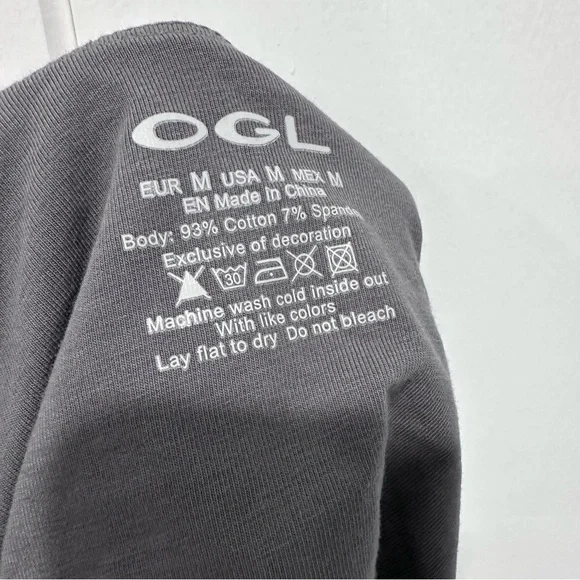 OGL
EUR M USA M MEX M
EN Made in China
Body: 93% Cotton 7% Spandex
Exclusive of decoration
30
Machine wash cold inside out
With like colors
Lay flat to dry Do not bleach